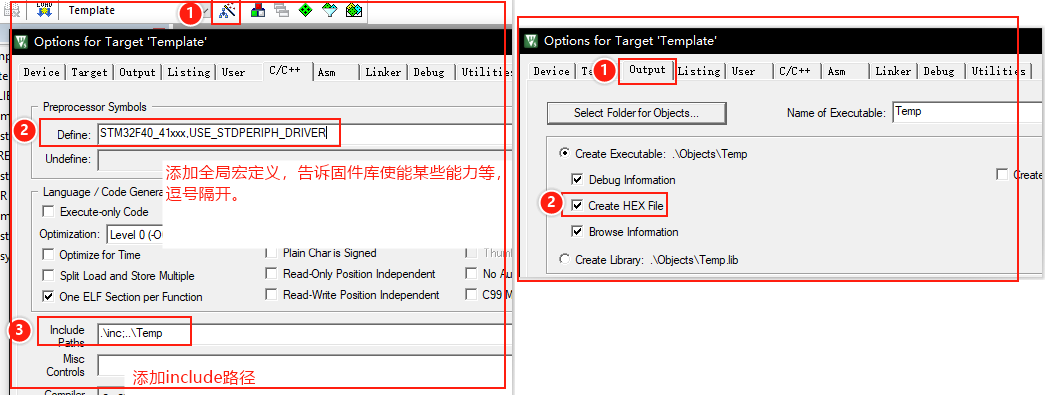 LOAD
Template
1
Options for Target 'Template'
Device Target Output Listing User C/C++ Asm Linker Debug Utilities
Preprocessor Symbols
2
Define: STM32F40_41xxx,USE_STDPERIPH_DRIVER
Undefine:
添加全局宏定义，告诉固件库使能某些能力等，
逗号隔开。
Language / Code Genera
Execute-only Code
Optimization: Level 0 (-O
Optimize for Time
Plain Char is Signed
Split Load and Store Multiple
Read-Only Position Independent
No Au
One ELF Section per Function
Read-Write Position Independent
C99 M
3
Include
Paths
.\inc;..\Temp
Misc
Controls
添加include路径
Options for Target 'Template'
1
Device Ta Output Listing User C/C++ Asm Linker Debug Utilities
Select Folder for Objects...
Name of Executable: Temp
Create Executable: .\Objects\Temp
Debug Information
Create
2
Create HEX File
Browse Information
Create Library: .\Objects\Temp.lib